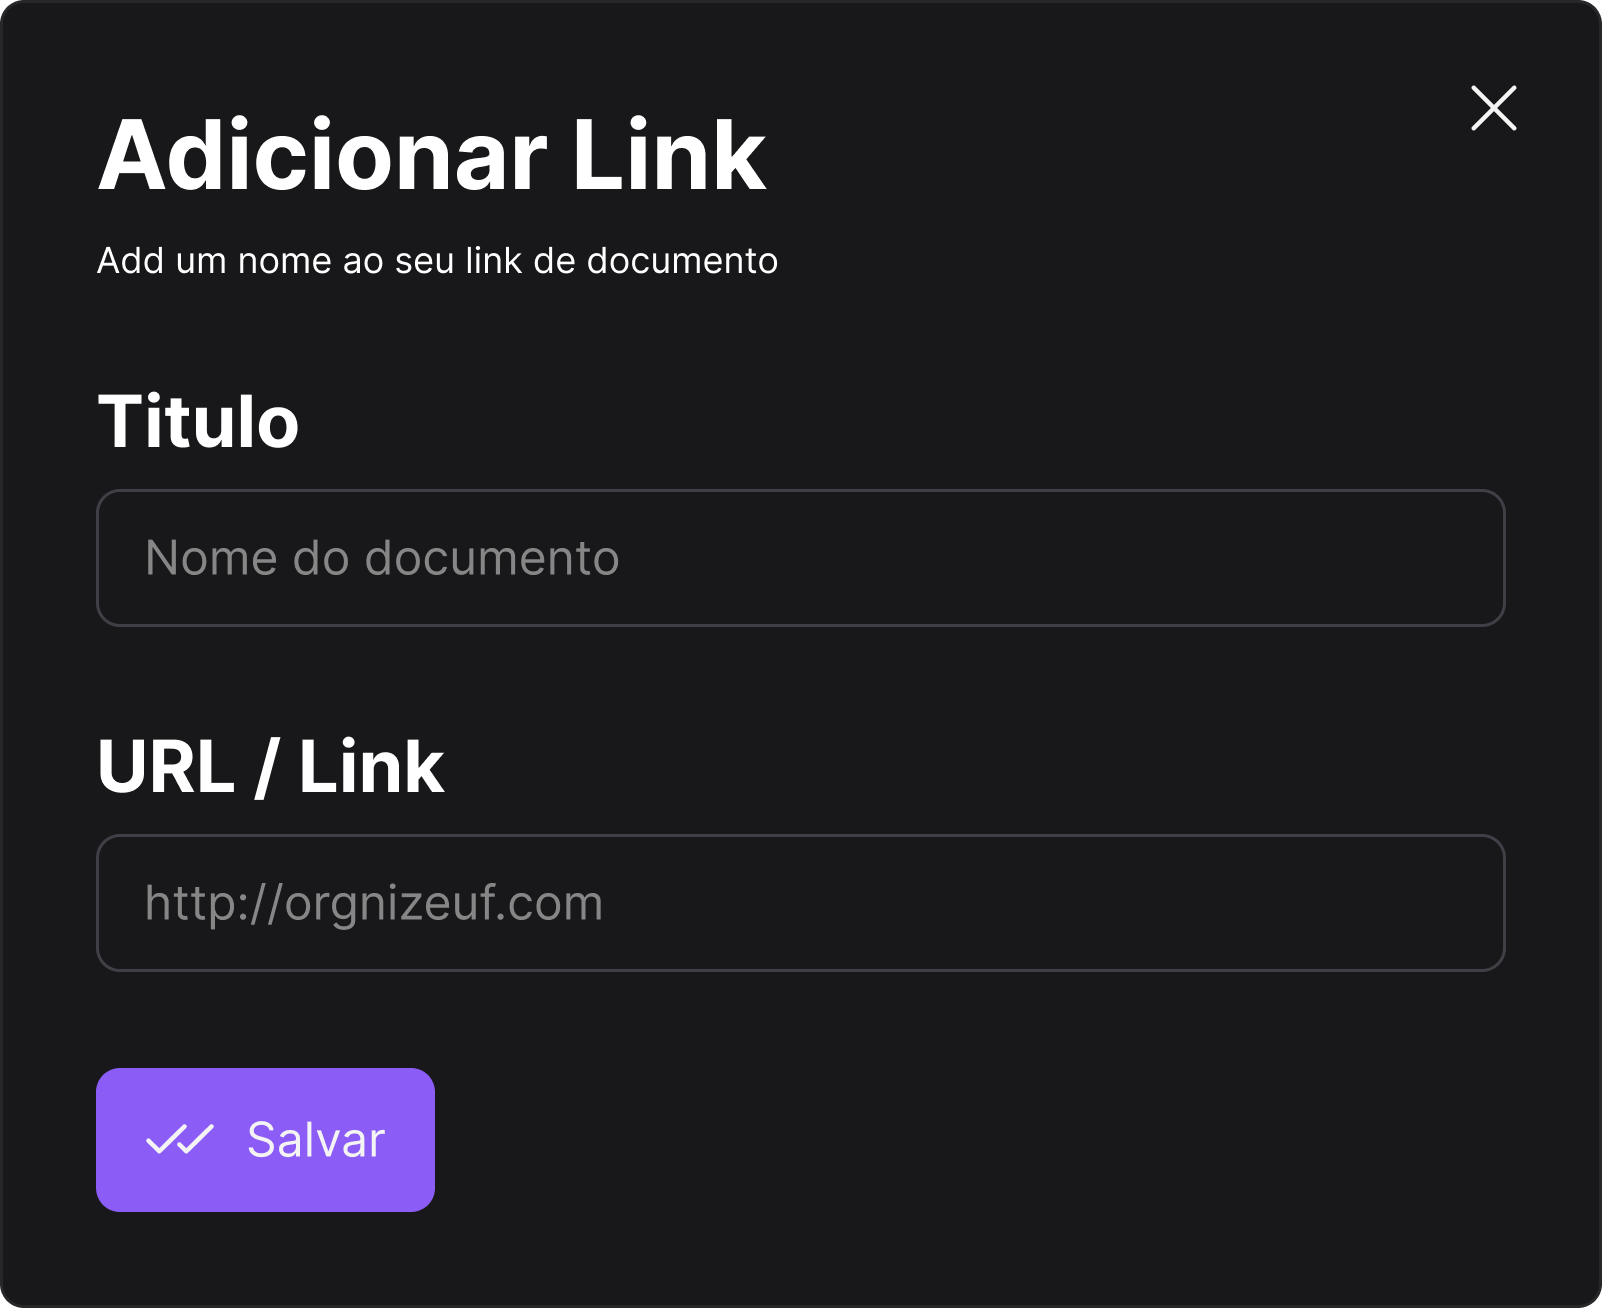 Adicionar Link
Add um nome ao seu link de documento
Titulo
Nome do documento
URL / Link
http://orgnizeuf.com
Salvar